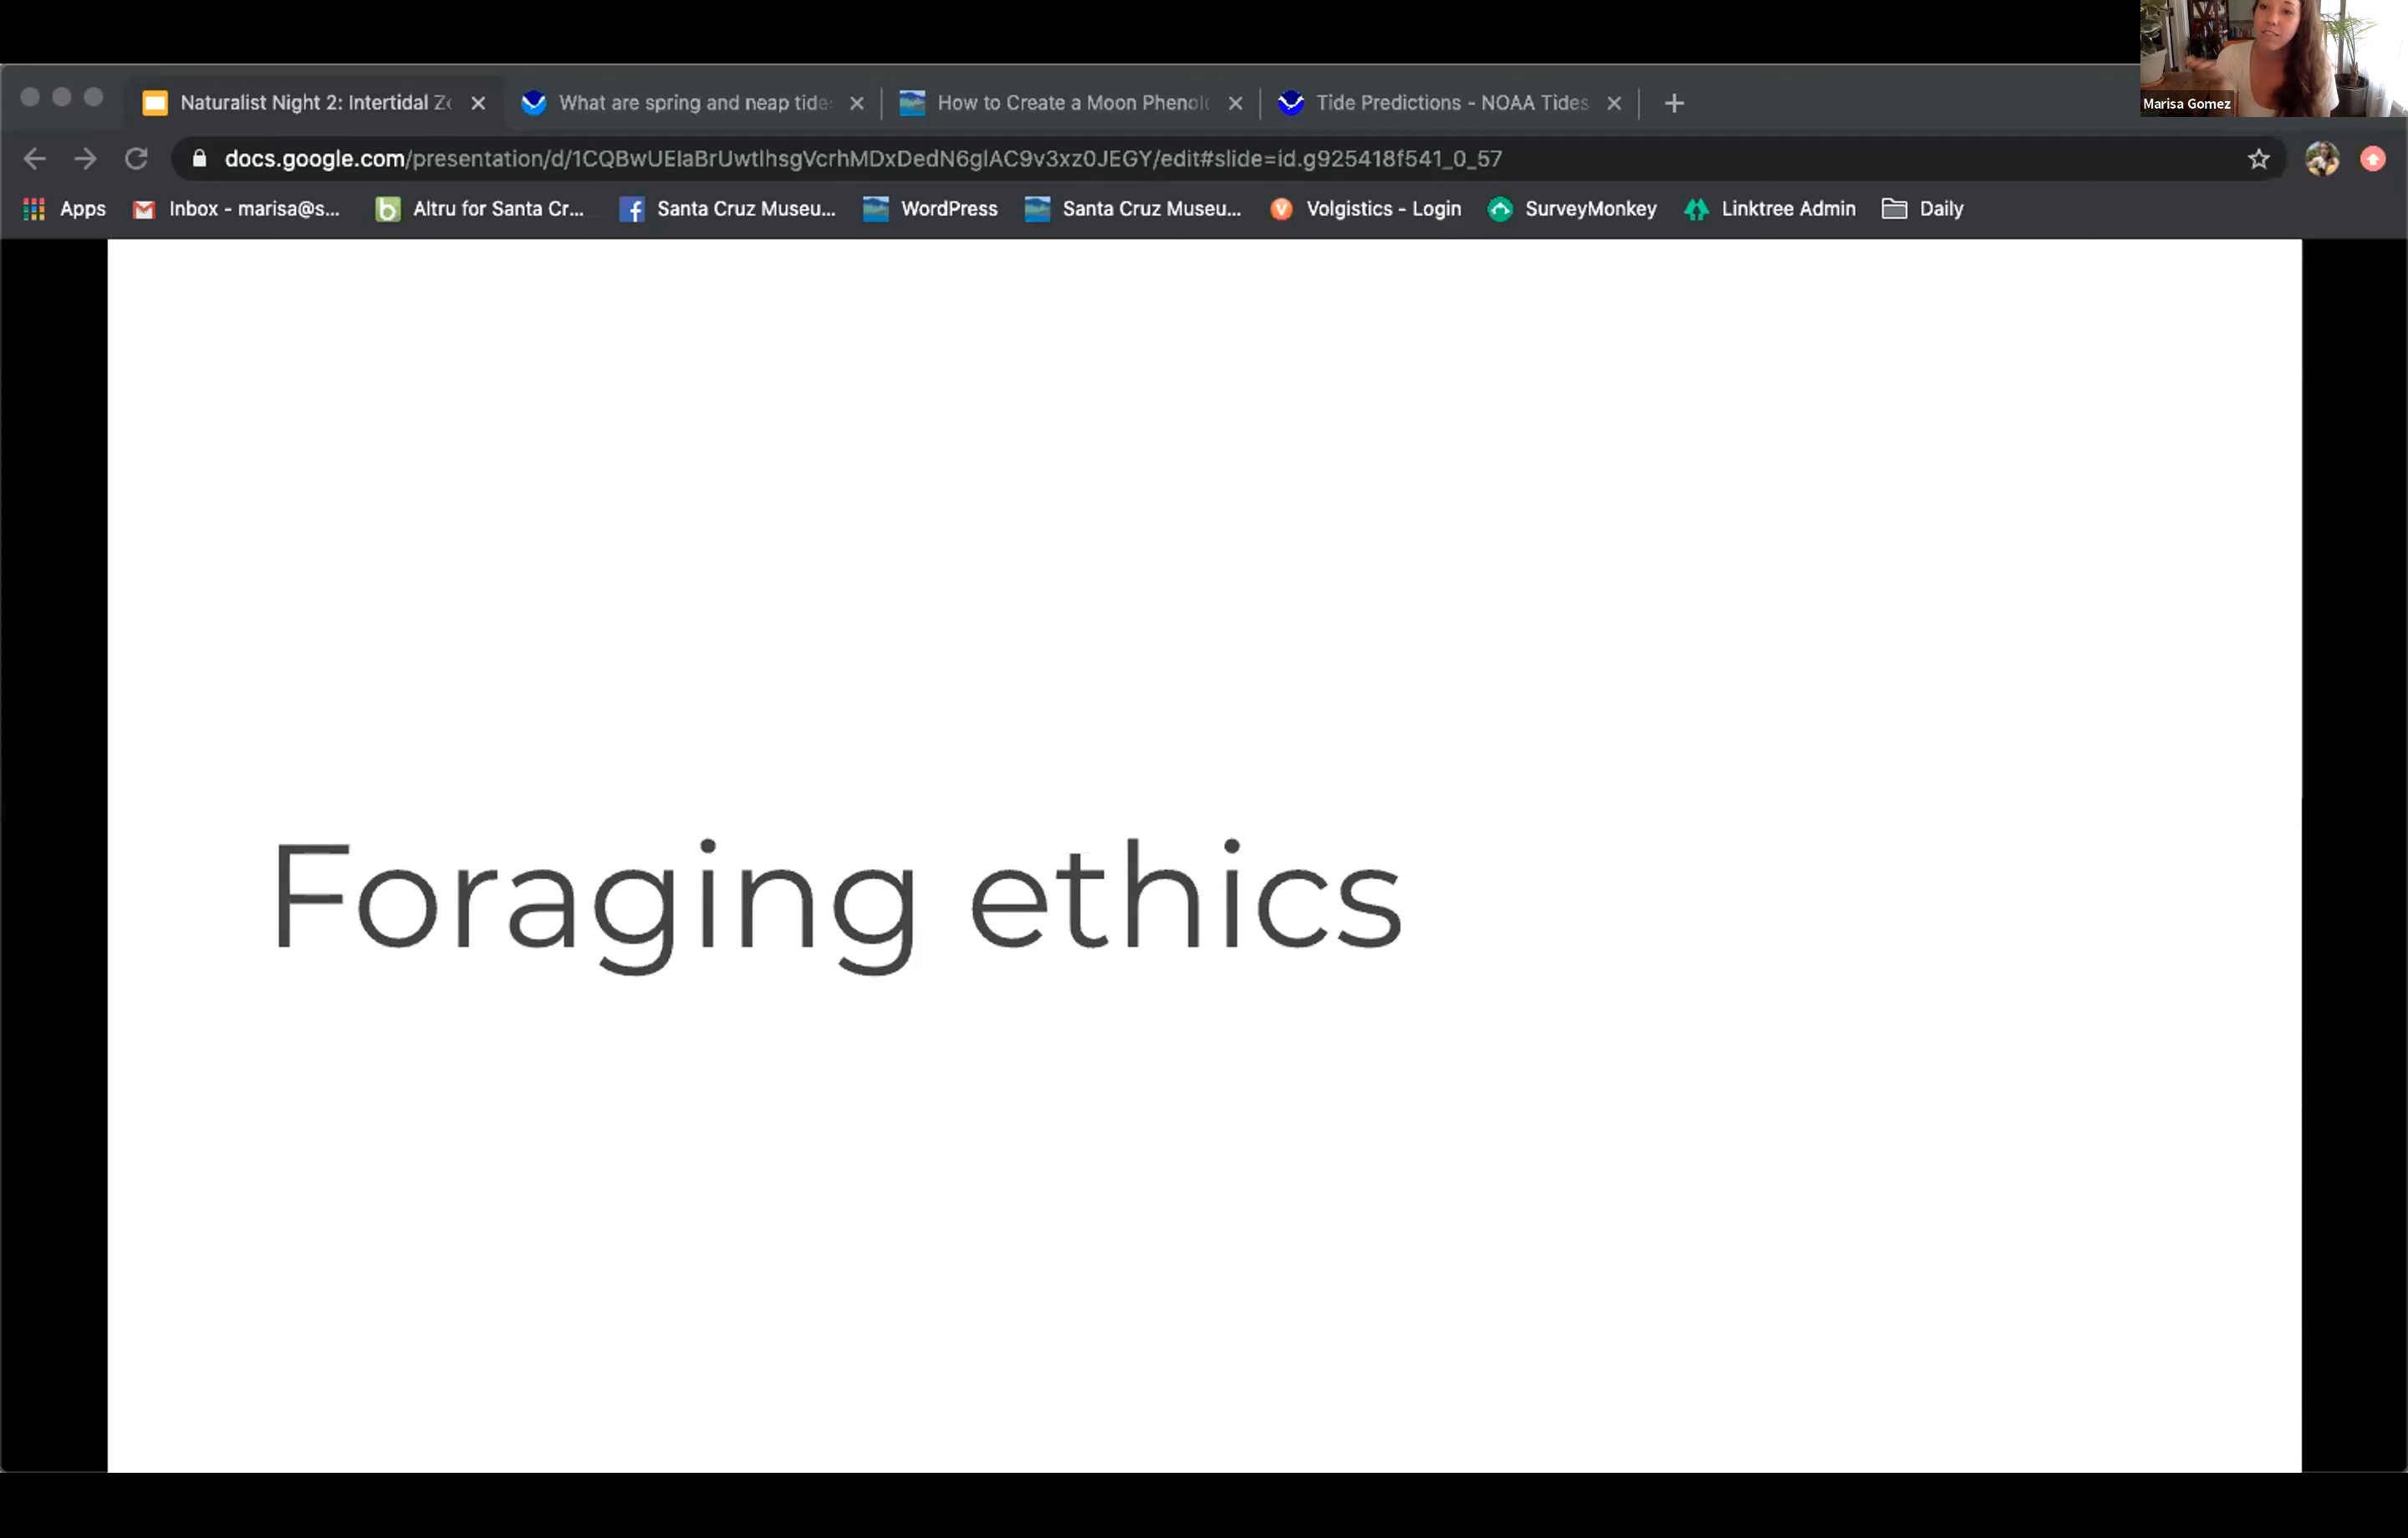 Marisa Gomez
Naturalist Night 2: Intertidal Z
What are spring and neap tide
How to Create a Moon Phenol
Tide Predictions - NOAA Tides
docs.google.com/presentation/d/1CQBwUEIaBrUwtIhsgVcrhMDxDedN6glAC9v3xz0JEGY/edit#slide=id.g925418f541_0_57
Apps
Inbox - marisa@s...
Altru for Santa Cr...
Santa Cruz Museu...
WordPress
Santa Cruz Museu...
Volgistics - Login
SurveyMonkey
Linktree Admin
Daily
Foraging ethics